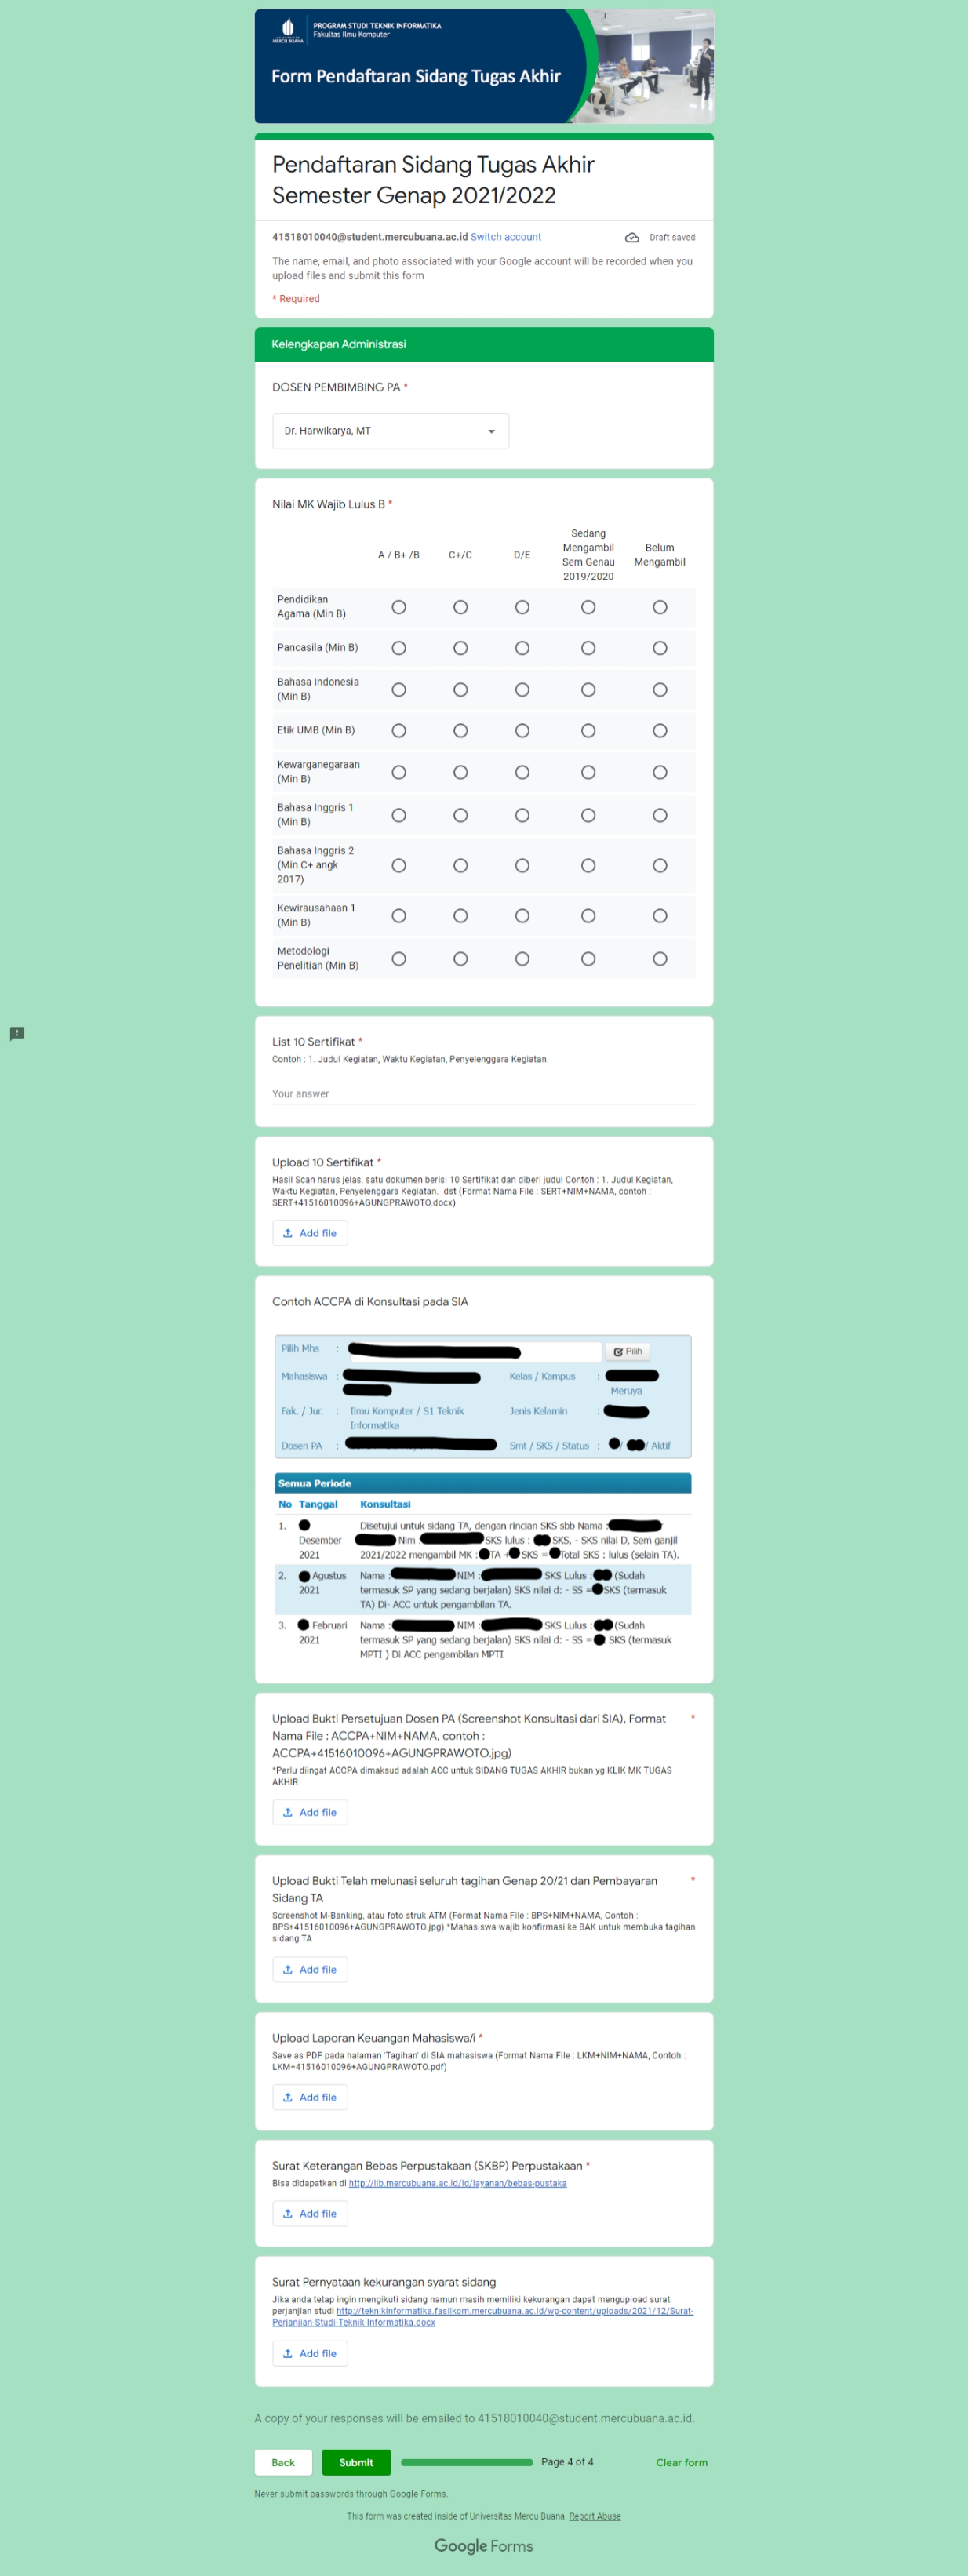 UNIVERSITAS
MERCU BUANA
PROGRAM STUDI TEKNIK INFORMATIKA
Fakultas Ilmu Komputer
Form Pendaftaran Sidang Tugas Akhir
Pendaftaran Sidang Tugas Akhir
Semester Genap 2021/2022
41518010040@student.mercubuana.ac.id Switch account
Draft saved
The name, email, and photo associated with your Google account will be recorded when you
upload files and submit this form
* Required
Kelengkapan Administrasi
DOSEN PEMBIMBING PA *
Dr. Harwikarya, MT
Nilai MK Wajib Lulus B *
A / B+ /B C+/C D/E Sedang Mengambil Sem Genau 2019/2020 Belum Mengambil
Pendidikan
Agama (Min B)
Pancasila (Min B)
Bahasa Indonesia
(Min B)
Etik UMB (Min B)
Kewarganegaraan
(Min B)
Bahasa Inggris 1
(Min B)
Bahasa Inggris 2
(Min C+ angk
2017)
Kewirausahaan 1
(Min B)
Metodologi
Penelitian (Min B)
List 10 Sertifikat *
Contoh : 1. Judul Kegiatan, Waktu Kegiatan, Penyelenggara Kegiatan.
Your answer
Upload 10 Sertifikat *
Hasil Scan harus jelas, satu dokumen berisi 10 Sertifikat dan diberi judul Contoh : 1. Judul Kegiatan,
Waktu Kegiatan, Penyelenggara Kegiatan. dst (Format Nama File : SERT+NIM+NAMA, contoh :
SERT+41516010096+AGUNGPRAWOTO.docx)
Add file
Contoh ACCPA di Konsultasi pada SIA
Pilih Mhs : Pilih
Mahasiswa : Kelas / Kampus :
Meruya
Fak. / Jur. : Ilmu Komputer / S1 Teknik Jenis Kelamin :
Informatika
Dosen PA : Smt / SKS / Status : / / Aktif
Semua Periode
No Tanggal Konsultasi
1. Disetujui untuk sidang TA, dengan rincian SKS sbb Nama :
Desember Nim : SKS lulus : SKS, - SKS nilai D, Sem ganjil
2021 2021/2022 mengambil MK : TA + SKS = Total SKS : lulus (selain TA).
2. Agustus Nama : NIM : SKS Lulus : (Sudah
2021 termasuk SP yang sedang berjalan) SKS nilai d: - SS = SKS (termasuk
TA) Di- ACC untuk pengambilan TA.
3. Februari Nama : NIM : SKS Lulus : (Sudah
2021 termasuk SP yang sedang berjalan) SKS nilai d: - SS = SKS (termasuk
MPTI ) Di ACC pengambilan MPTI
Upload Bukti Persetujuan Dosen PA (Screenshot Konsultasi dari SIA), Format *
Nama File : ACCPA+NIM+NAMA, contoh :
ACCPA+41516010096+AGUNGPRAWOTO.jpg)
*Perlu diingat ACCPA dimaksud adalah ACC untuk SIDANG TUGAS AKHIR bukan yg KLIK MK TUGAS
AKHIR
Add file
Upload Bukti Telah melunasi seluruh tagihan Genap 20/21 dan Pembayaran *
Sidang TA
Screenshot M-Banking, atau foto struk ATM (Format Nama File : BPS+NIM+NAMA, Contoh :
BPS+41516010096+AGUNGPRAWOTO.jpg) *Mahasiswa wajib konfirmasi ke BAK untuk membuka tagihan
sidang TA
Add file
Upload Laporan Keuangan Mahasiswa/i *
Save as PDF pada halaman 'Tagihan' di SIA mahasiswa (Format Nama File : LKM+NIM+NAMA, Contoh :
LKM+41516010096+AGUNGPRAWOTO.pdf)
Add file
Surat Keterangan Bebas Perpustakaan (SKBP) Perpustakaan *
Bisa didapatkan di http://lib.mercubuana.ac.id/id/layanan/bebas-pustaka
Add file
Surat Pernyataan kekurangan syarat sidang
Jika anda tetap ingin mengikuti sidang namun masih memiliki kekurangan dapat mengupload surat
perjanjian studi http://teknikinformatika.fasilkom.mercubuana.ac.id/wp-content/uploads/2021/12/Surat-
Perjanjian-Studi-Teknik-Informatika.docx
Add file
A copy of your responses will be emailed to 41518010040@student.mercubuana.ac.id.
Back Submit Page 4 of 4 Clear form
Never submit passwords through Google Forms.
This form was created inside of Universitas Mercu Buana. Report Abuse
Google Forms